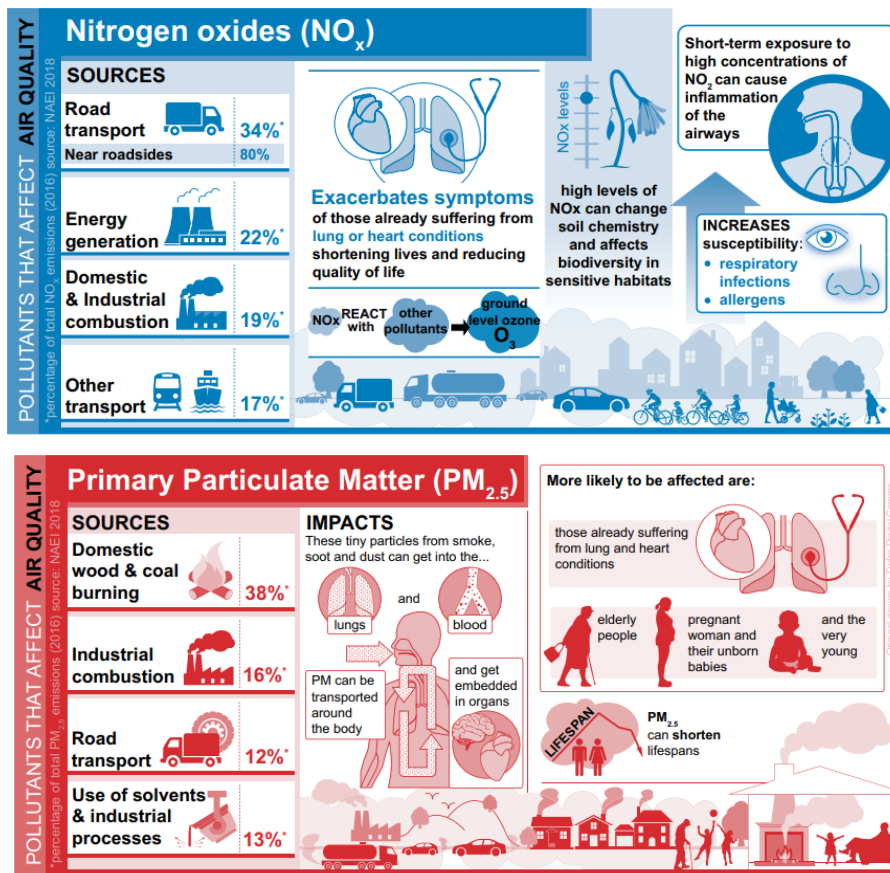 POLLUTANTS THAT AFFECT AIR QUALITY
*percentage of total NOx emissions (2016) source: NAEI 2018
Nitrogen oxides (NOx)
SOURCES
Road
transport
34%*
Near roadsides
80%
Energy
generation
22%*
Domestic
& Industrial
combustion
19%*
Other
transport
17%*
Exacerbates symptoms
of those already suffering from
lung or heart conditions
shortening lives and reducing
quality of life
NOx REACT with
other
pollutants
ground
level ozone
O3
NOx levels
high levels of
NOx can change
soil chemistry
and affects
biodiversity in
sensitive habitats
Short-term exposure to
high concentrations of
NO2 can cause
inflammation
of the
airways
INCREASES
susceptibility:
• respiratory
infections
• allergens
POLLUTANTS THAT AFFECT AIR QUALITY
*percentage of total PM2.5 emissions (2016) source: NAEI 2018
Primary Particulate Matter (PM2.5)
SOURCES
Domestic
wood & coal
burning
38%*
Industrial
combustion
16%*
Road
transport
12%*
Use of solvents
& industrial
processes
13%*
IMPACTS
These tiny particles from smoke,
soot and dust can get into the...
lungs
and
blood
PM can be
transported
around
the body
and get
embedded
in organs
More likely to be affected are:
those already suffering
from lung and heart
conditions
elderly
people
pregnant
woman and
their unborn
babies
and the
very
young
LIFESPAN
PM2.5
can shorten
lifespans